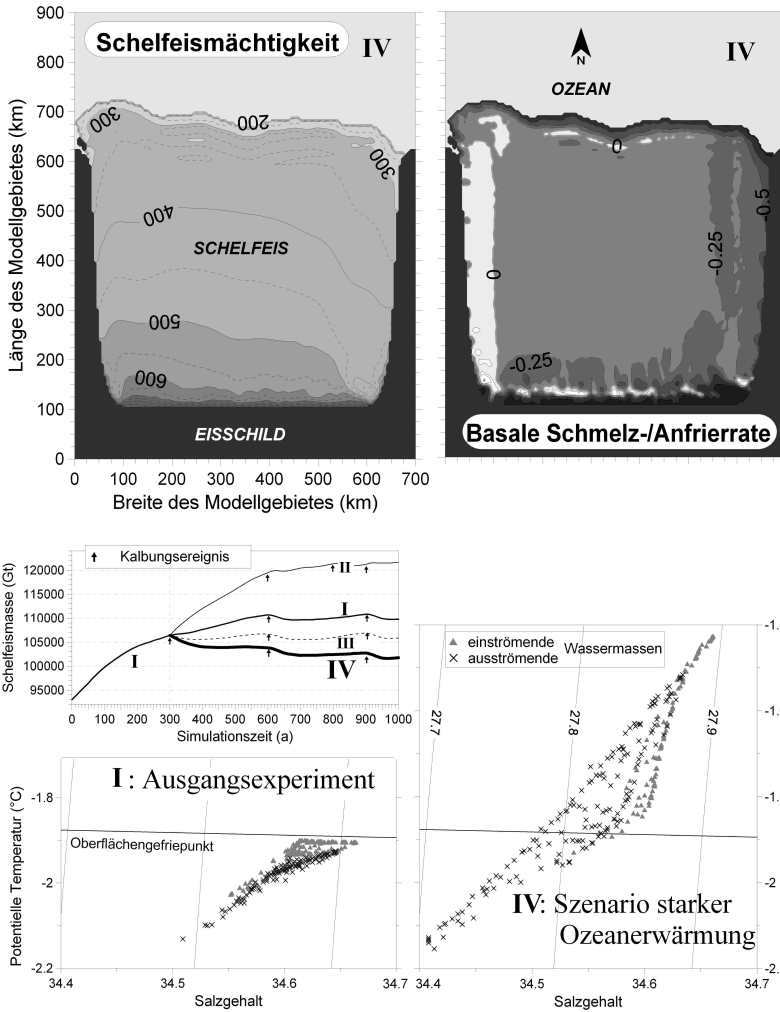 900
800
700
600
500
400
300
200
100
0
Länge des Modellgebietes (km)
Schelfeismächtigkeit
IV
300
200
300
400
SCHELFEIS
500
600
EISSCHILD
0 100 200 300 400 500 600 700
Breite des Modellgebietes (km)
N
IV
OZEAN
0
-0.5
-0.25
0
-0.25
Basale Schmelz-/Anfrierrate
Kalbungsereignis
Schelfeismasse (Gt)
120000
115000
110000
105000
100000
95000
II
I
III
I
IV
0 100 200 300 400 500 600 700 800 900 1000
Simulationszeit (a)
I : Ausgangsexperiment
Potentielle Temperatur (°C)
-1.8
-2
-2.2
Oberflächengefriepunkt
34.4 34.5 34.6 34.7
Salzgehalt
einströmende
ausströmende
Wassermassen
27.7
27.8
27.9
-1.
-1.
-1.
-2
-2.
IV: Szenario starker
Ozeanerwärmung
34.4 34.5 34.6 34.7
Salzgehalt